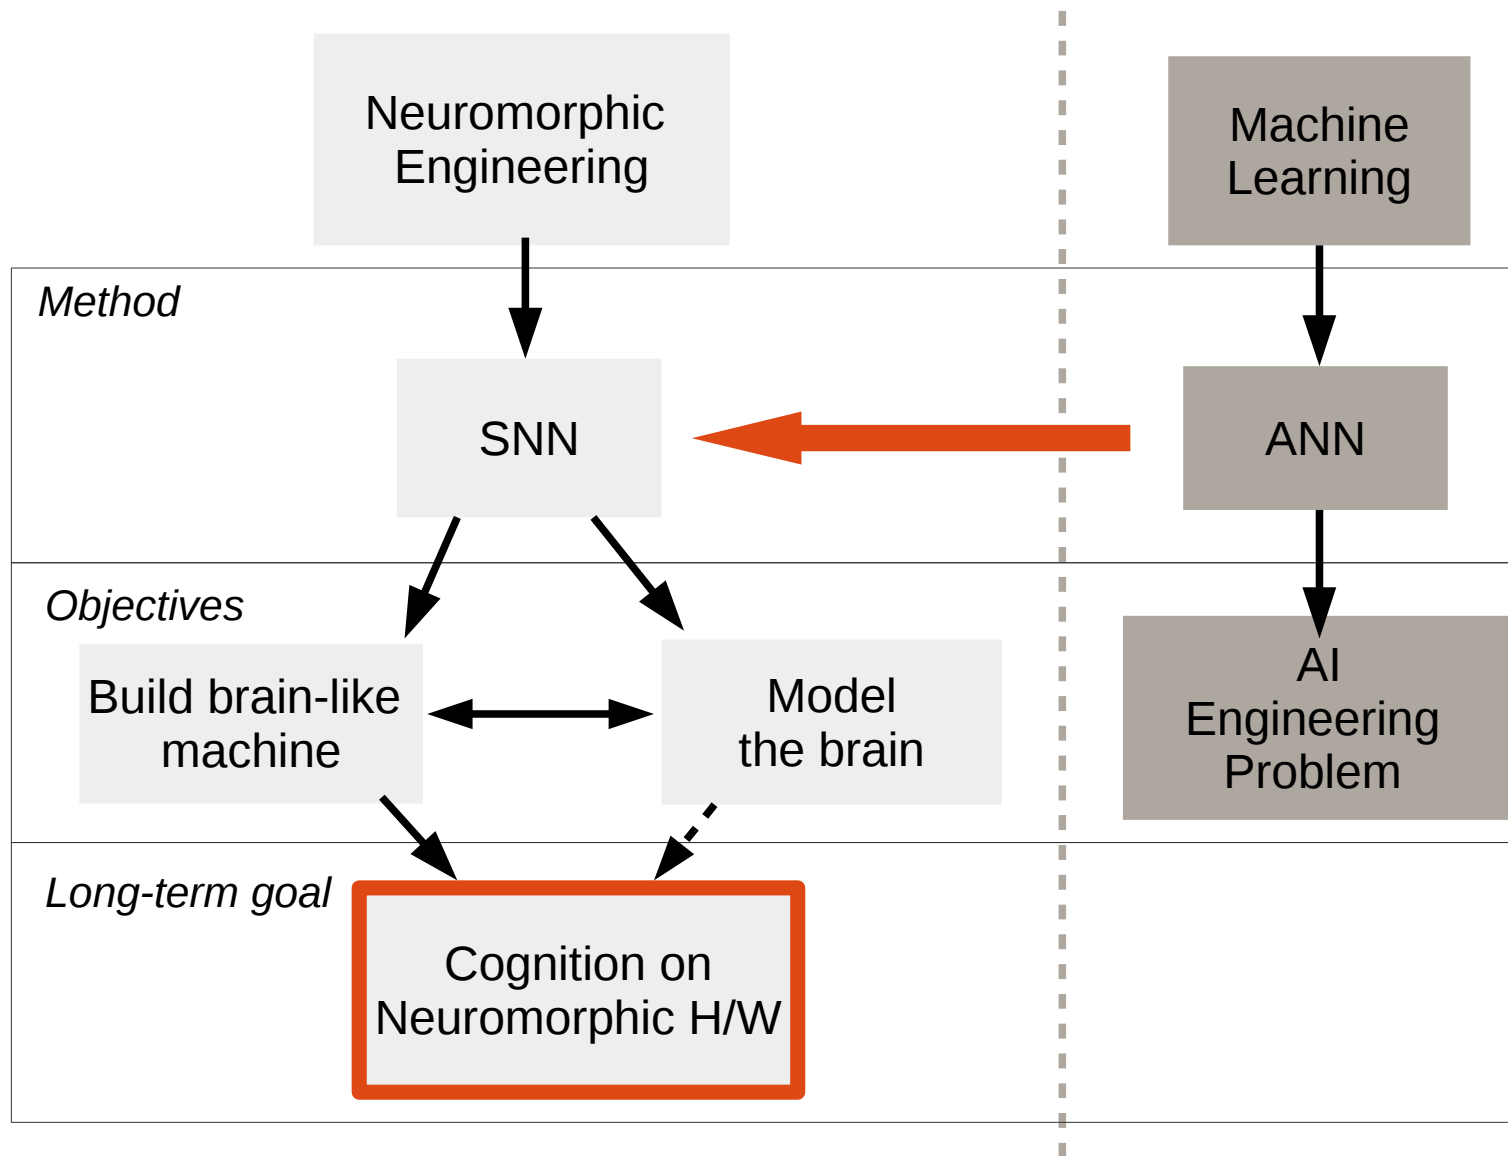 Neuromorphic
Engineering
Machine
Learning
Method
SNN
ANN
Objectives
Build brain-like
machine
Model
the brain
AI
Engineering
Problem
Long-term goal
Cognition on
Neuromorphic H/W